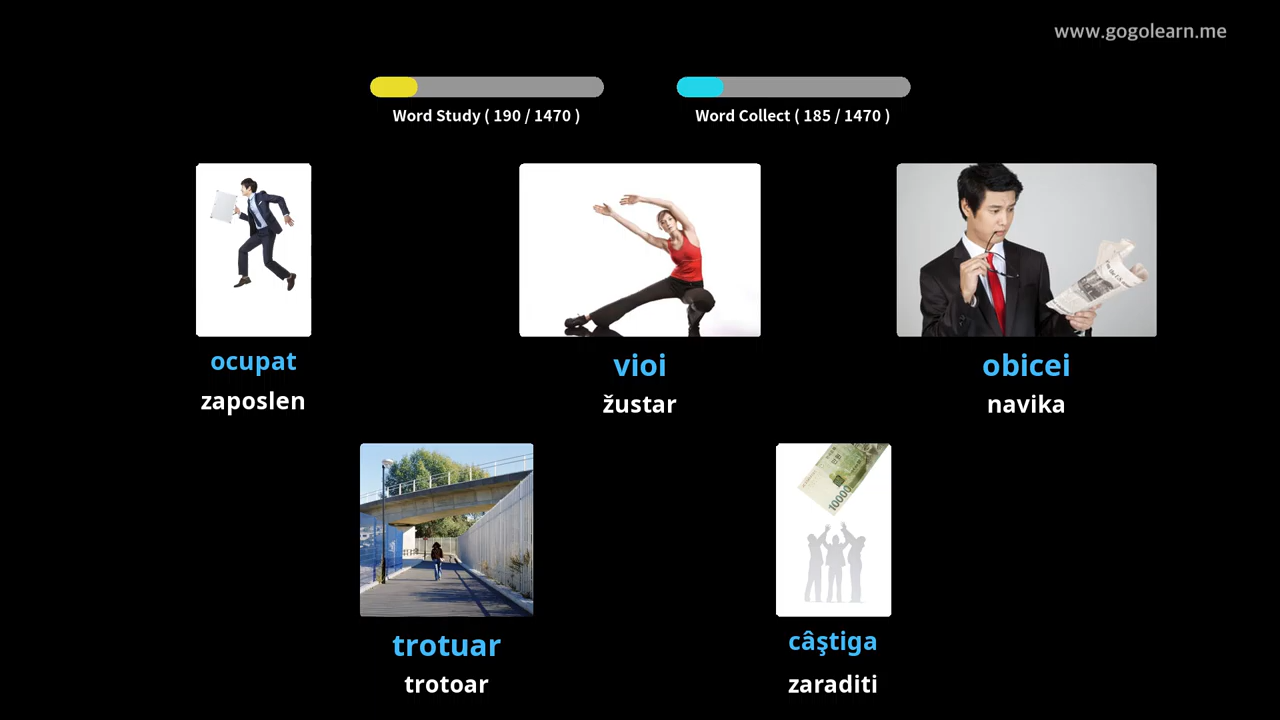 www.gogolearn.me
Word Study ( 190 / 1470 )
Word Collect ( 185 / 1470 )
ocupat
zaposlen
vioi
žustar
obicei
navika
10000
trotuar
trotoar
câştiga
zaraditi